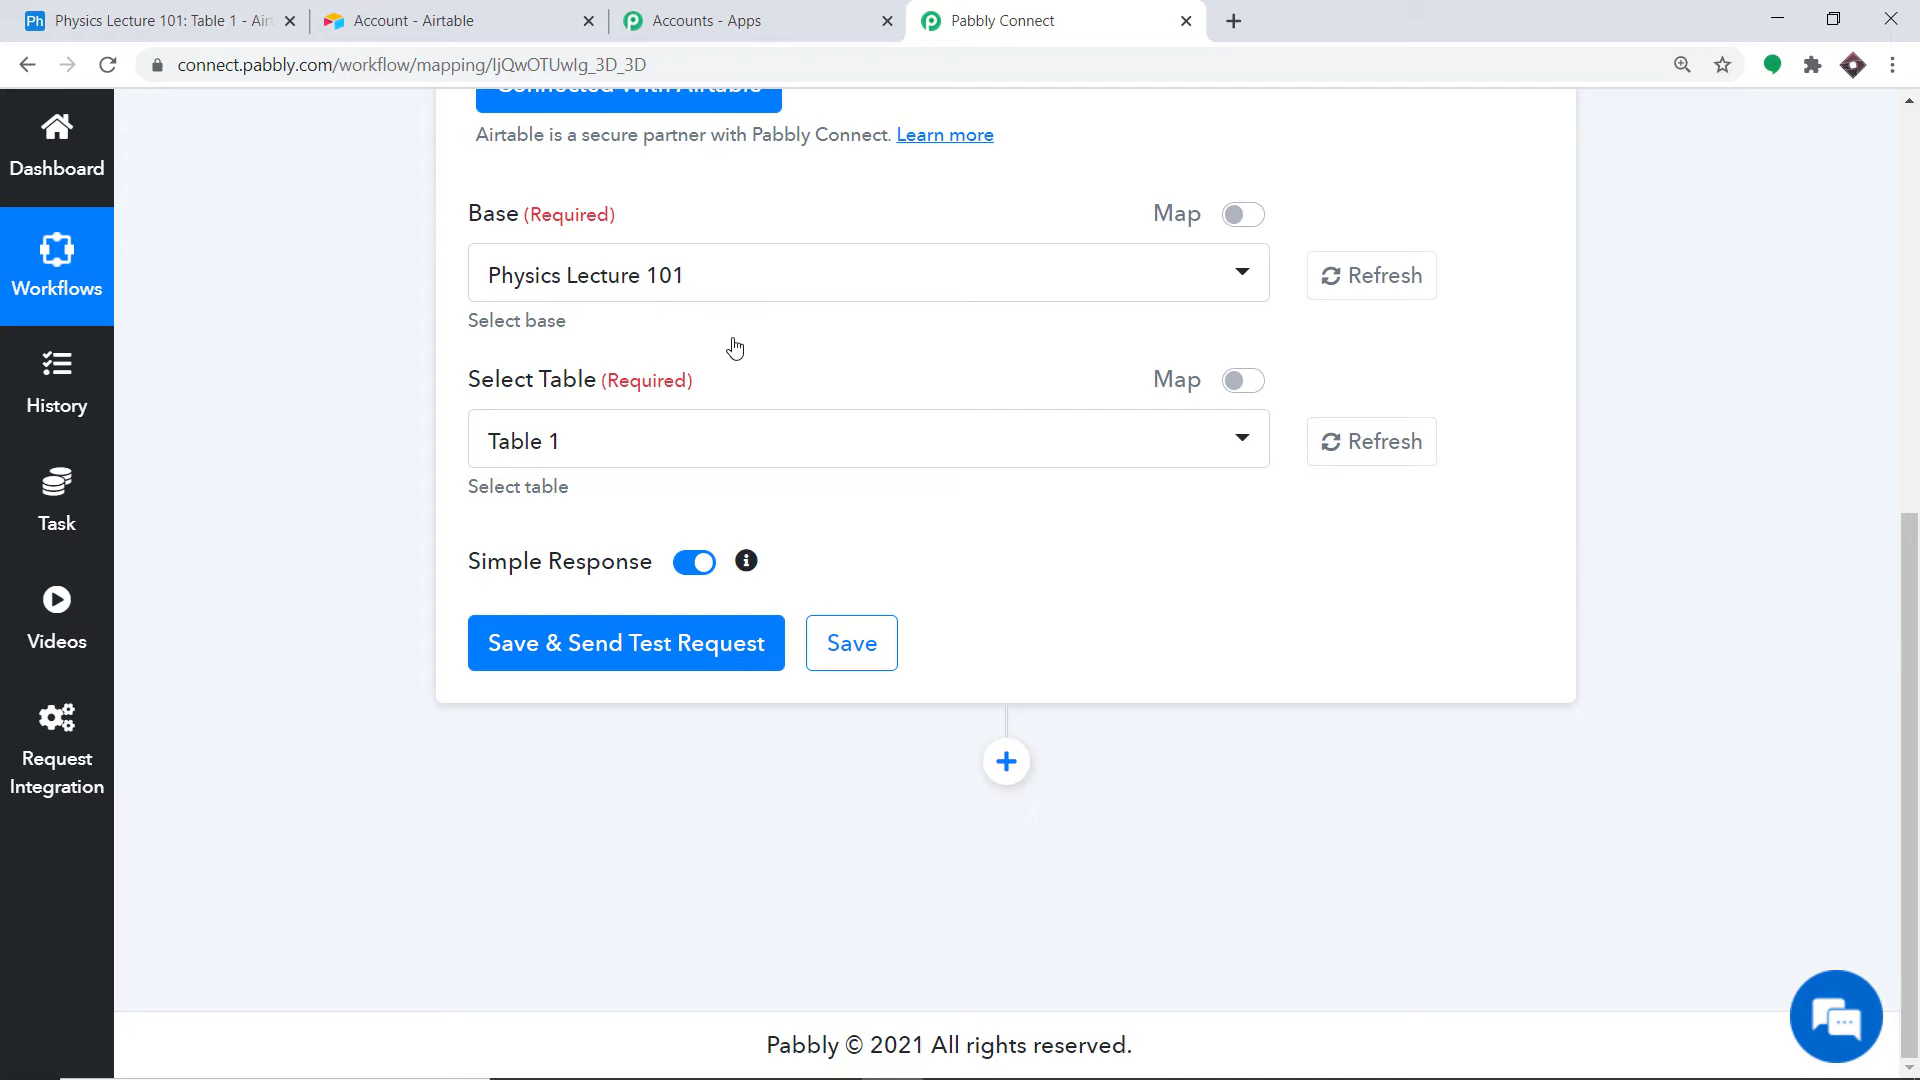 Physics Lecture 101: Table 1 - Air
Account - Airtable
Accounts - Apps
Pabbly Connect
connect.pabbly.com/workflow/mapping/IjQwOTUwIg_3D_3D
Dashboard
Workflows
History
Task
Videos
Request
Integration
Connected With Airtable
Airtable is a secure partner with Pabbly Connect. Learn more
Base (Required)
Map
Physics Lecture 101
Refresh
Select base
Select Table (Required)
Map
Table 1
Refresh
Select table
Simple Response
Save & Send Test Request
Save
Pabbly © 2021 All rights reserved.